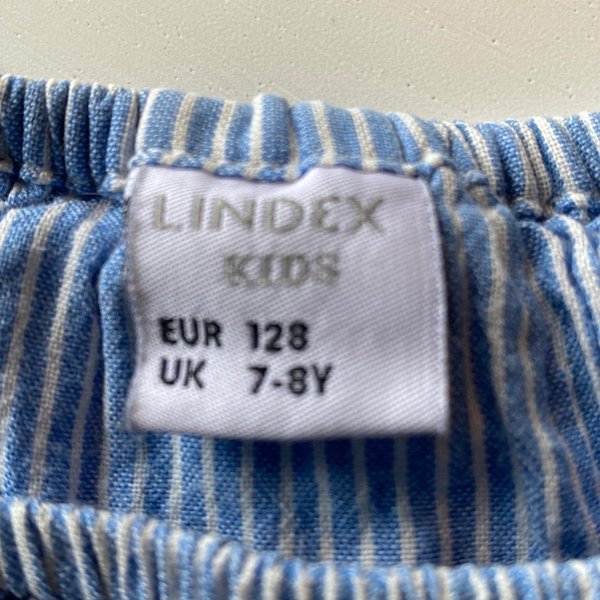 LINDEX
KIDS
EUR 128
UK 7-8Y